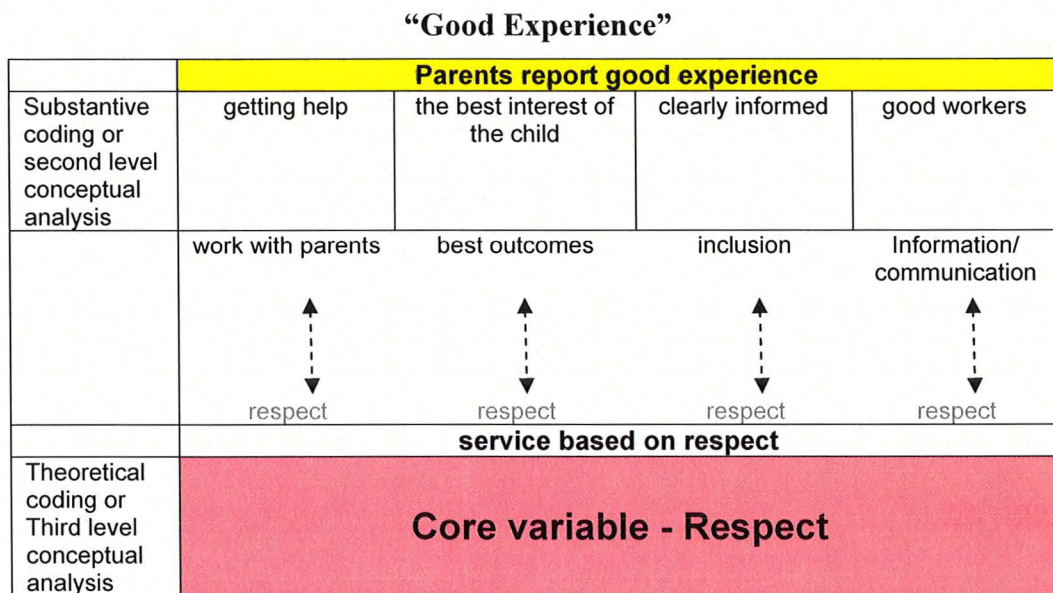 “Good Experience”
Parents report good experience
Substantive
coding or
second level
conceptual
analysis
getting help
the best interest of
the child
clearly informed
good workers
work with parents
best outcomes
inclusion
Information/
communication
respect
respect
respect
respect
service based on respect
Theoretical
coding or
Third level
conceptual
analysis
Core variable - Respect